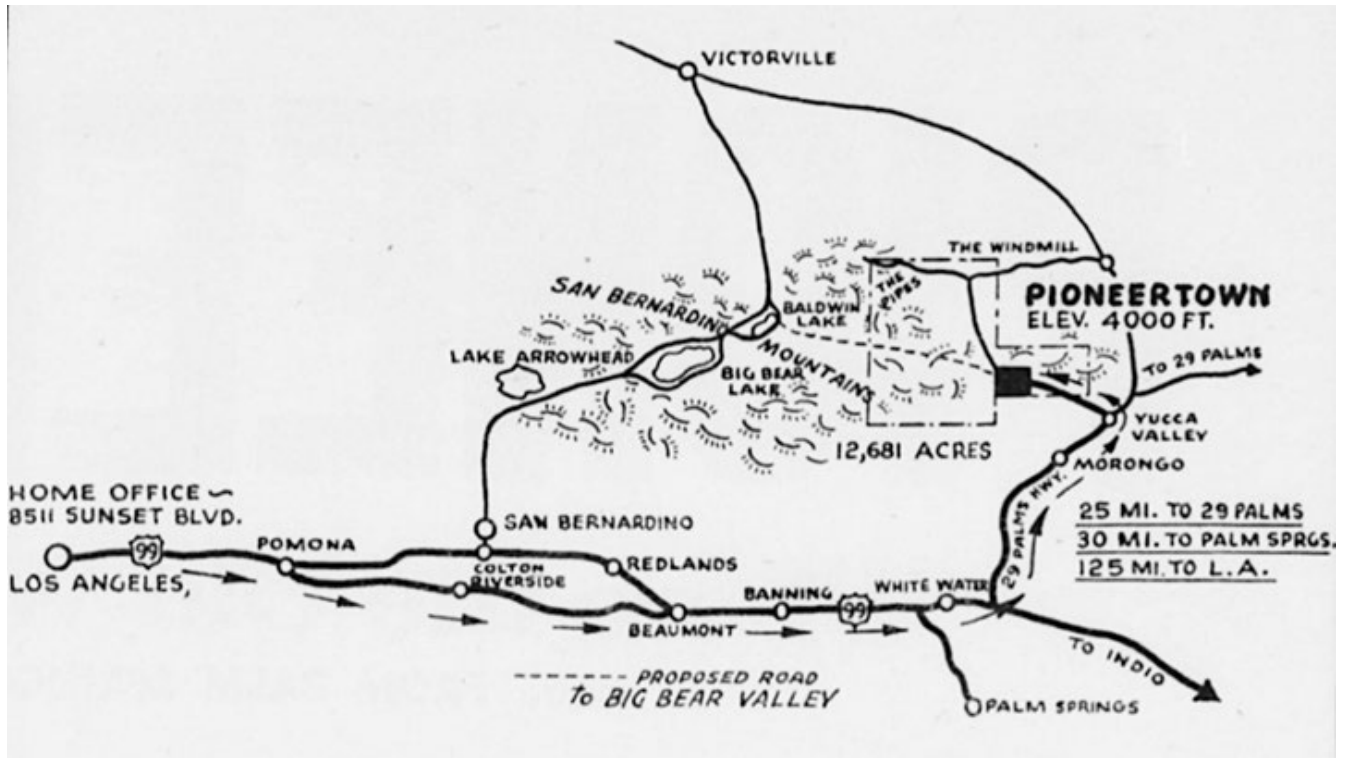 VICTORVILLE
THE WINDMILL
THE
PIPES
PIONEERTOWN
ELEV. 4000 FT.
SAN BERNARDINO
MOUNTAINS
BALDWIN
LAKE
LAKE ARROWHEAD
BIG BEAR
LAKE
TO 29 PALMS
YUCCA
VALLEY
12,681 ACRES
MORONGO
29 PALMS HWY.
HOME OFFICE ~
8511 SUNSET BLVD.
25 MI. TO 29 PALMS
30 MI. TO PALM SPRGS.
125 MI. TO L.A.
SAN BERNARDINO
99
POMONA
COLTON
RIVERSIDE
REDLANDS
LOS ANGELES,
BANNING
99
WHITE WATER
BEAUMONT
TO INDIO
PROPOSED ROAD
to BIG BEAR VALLEY
PALM SPRINGS